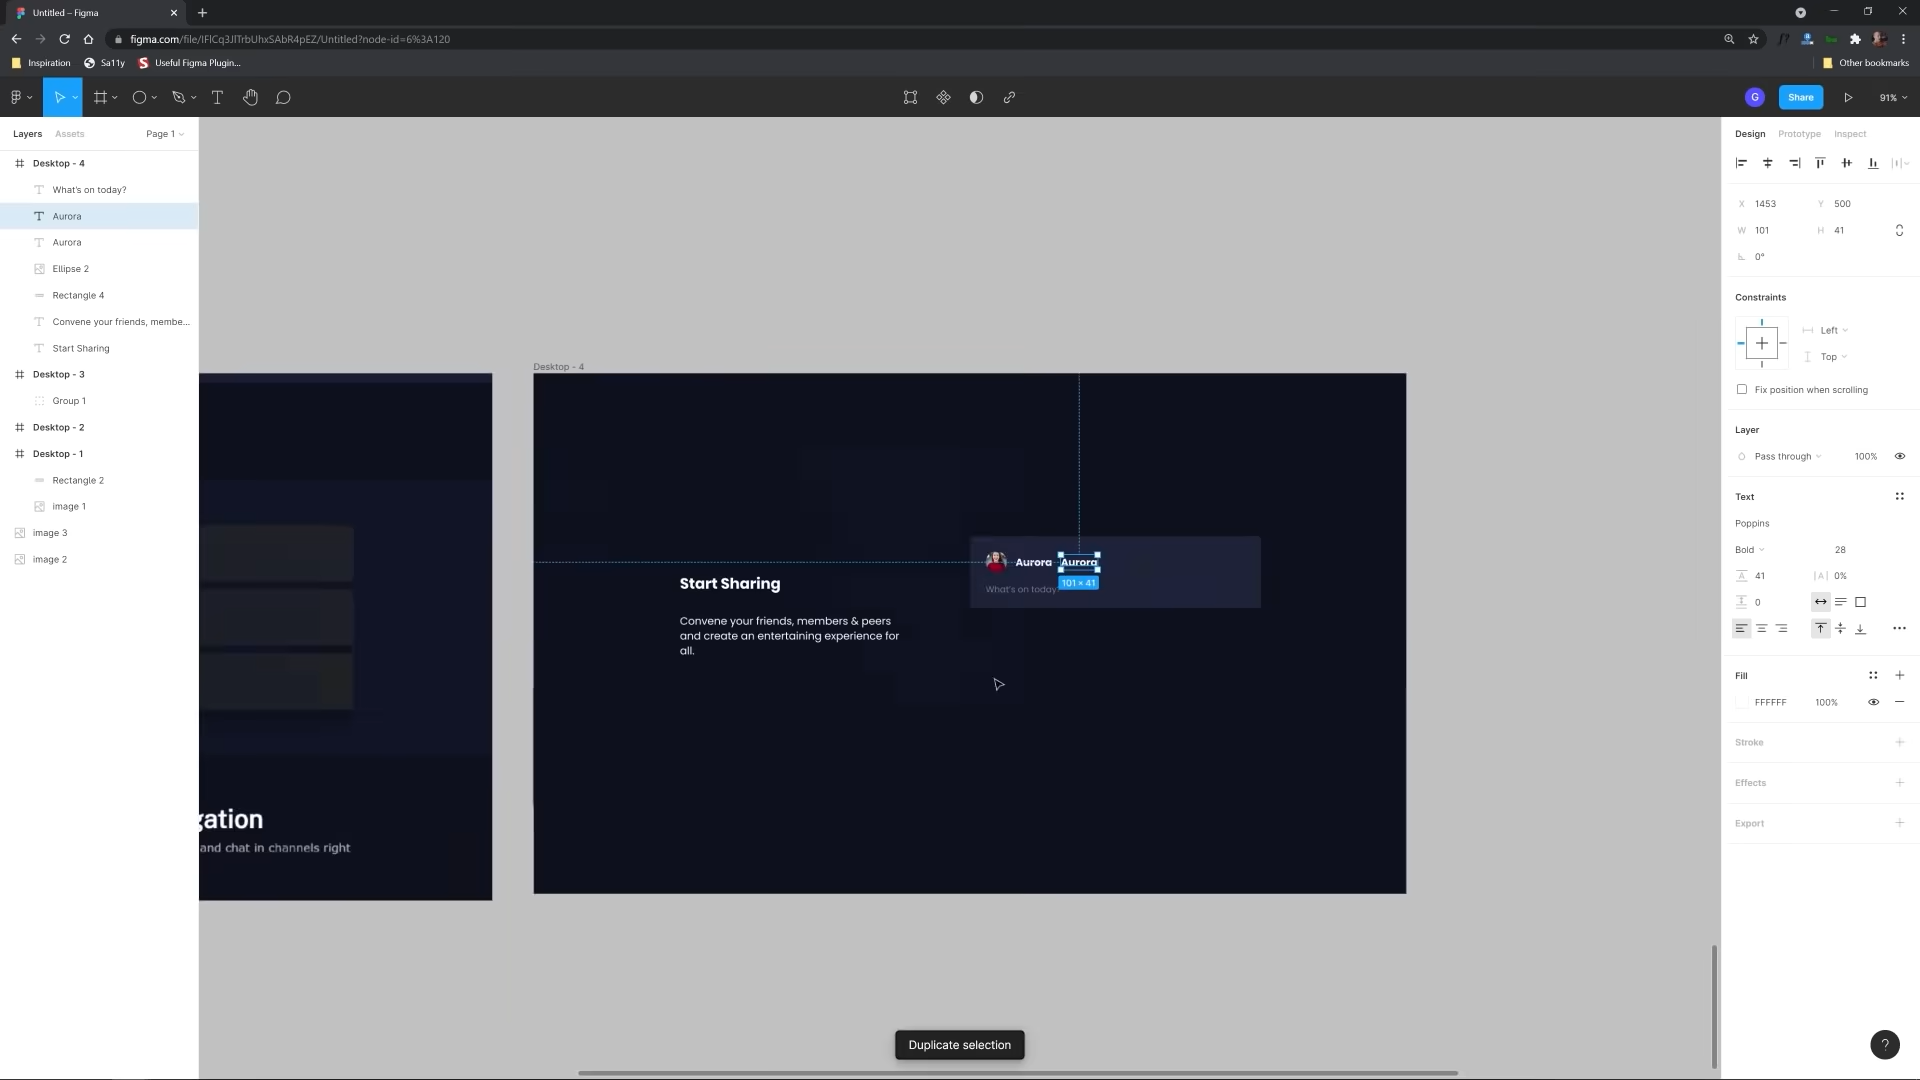 Untitled – Figma
figma.com/file/IFlCq3JlTrbUhxSAbR4pEZ/Untitled?node-id=6%3A120
Inspiration
Sa11y
Useful Figma Plugin...
Other bookmarks
G
Share
91%
Layers
Assets
Page 1
Desktop - 4
What's on today?
Aurora
Aurora
Ellipse 2
Rectangle 4
Convene your friends, membe...
Start Sharing
Desktop - 3
Group 1
Desktop - 2
Desktop - 1
Rectangle 2
image 1
image 3
image 2
gation
and chat in channels right
Desktop - 4
Start Sharing
Convene your friends, members & peers
and create an entertaining experience for
all.
Aurora
Aurora
101 × 41
What's on today?
Duplicate selection
Design
Prototype
Inspect
X 1453
Y 500
W 101
H 41
0°
Constraints
Left
Top
Fix position when scrolling
Layer
Pass through
100%
Text
Poppins
Bold
28
41
0%
0
Fill
FFFFFF
100%
Stroke
Effects
Export
?